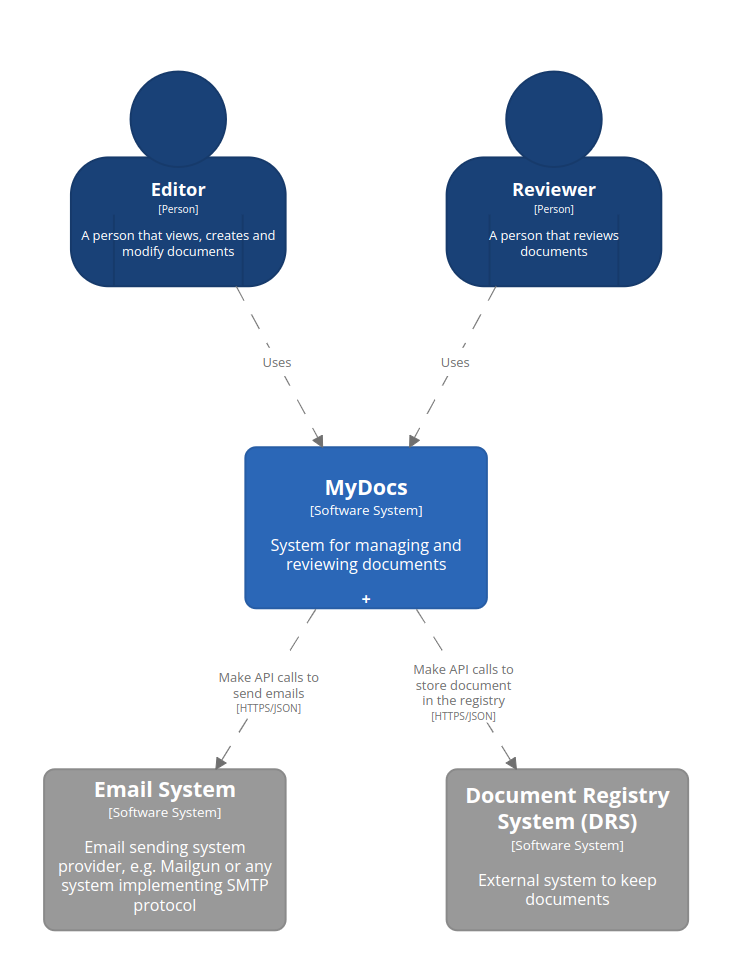 Editor
[Person]
A person that views, creates and
modify documents
Reviewer
[Person]
A person that reviews
documents
Uses
Uses
MyDocs
[Software System]
System for managing and
reviewing documents
+
Make API calls to
send emails
[HTTPS/JSON]
Make API calls to
store document
in the registry
[HTTPS/JSON]
Email System
[Software System]
Email sending system
provider, e.g. Mailgun or any
system implementing SMTP
protocol
Document Registry
System (DRS)
[Software System]
External system to keep
documents